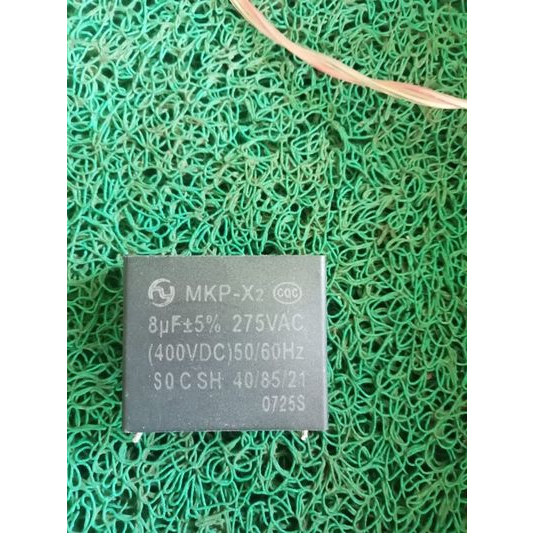 MKP-X2 CQC
8µF±5% 275VAC
(400VDC)50/60Hz
S0 C SH 40/85/21
0725S